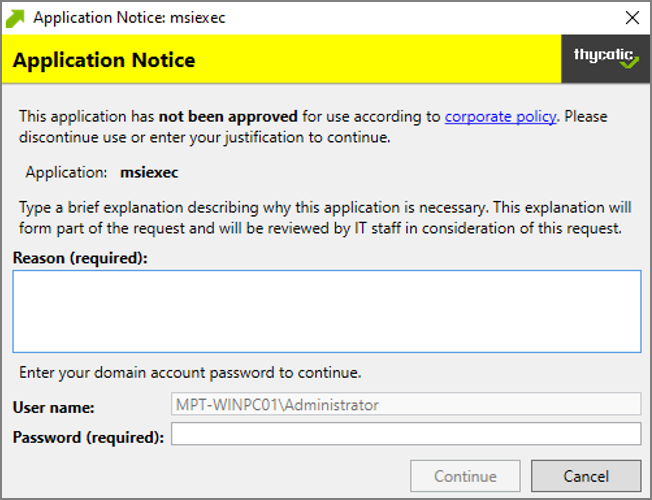 Application Notice: msiexec
Application Notice
thycotic
This application has not been approved for use according to corporate policy. Please
discontinue use or enter your justification to continue.
Application: msiexec
Type a brief explanation describing why this application is necessary. This explanation will
form part of the request and will be reviewed by IT staff in consideration of this request.
Reason (required):
Enter your domain account password to continue.
User name: MPT-WINPC01\Administrator
Password (required):
Continue Cancel